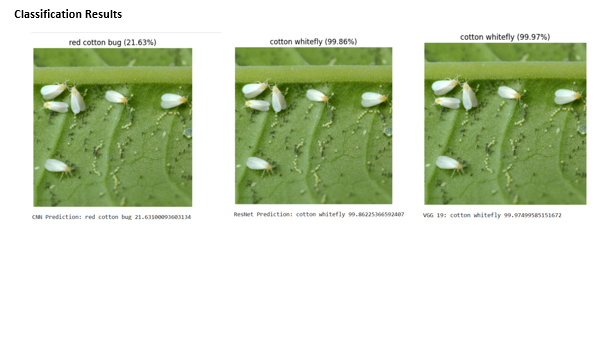 Classification Results
red cotton bug (21.63%)
cotton whitefly (99.86%)
cotton whitefly (99.97%)
CNN Prediction: red cotton bug 21.63100093603134
ResNet Prediction: cotton whitefly 99.86225366592407
VGG 19: cotton whitefly 99.97499585151672